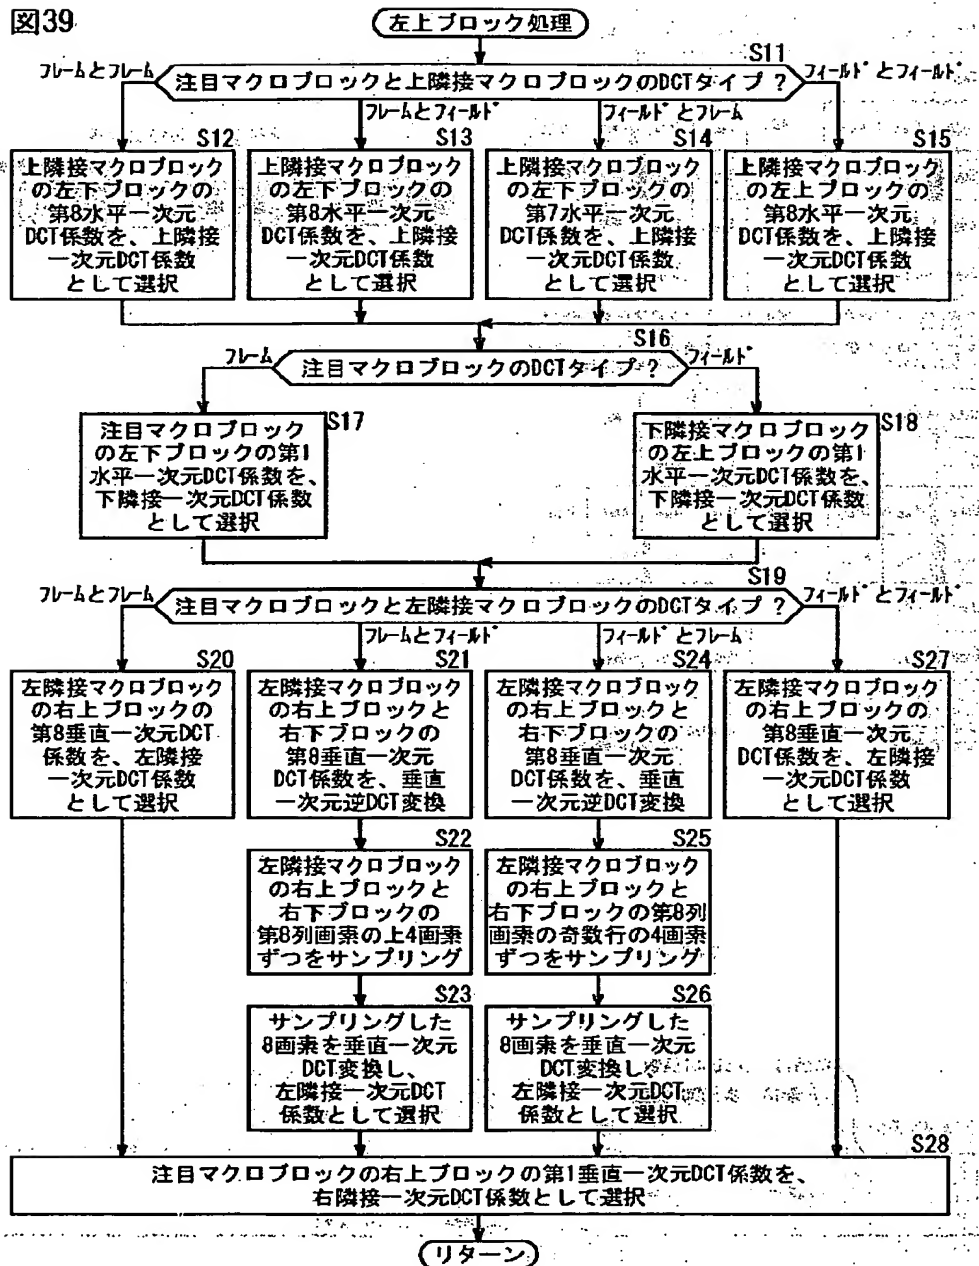 図39
左上ブロック処理
S11
注目マクロブロックと上隣接マクロブロックのDCTタイプ？
フレームとフレーム
フレームとフィールド
フィールドとフレーム
フィールドとフィールド
S12
上隣接マクロブロック
の左下ブロックの
第8水平一次元
DCT係数を、上隣接
一次元DCT係数
として選択
S13
上隣接マクロブロック
の左下ブロックの
第8水平一次元
DCT係数を、上隣接
一次元DCT係数
として選択
S14
上隣接マクロブロック
の左下ブロックの
第7水平一次元
DCT係数を、上隣接
一次元DCT係数
として選択
S15
上隣接マクロブロック
の左上ブロックの
第8水平一次元
DCT係数を、上隣接
一次元DCT係数
として選択
S16
注目マクロブロックのDCTタイプ？
フレーム
フィールド
S17
注目マクロブロック
の左下ブロックの第1
水平一次元DCT係数を、
下隣接一次元DCT係数
として選択
S18
下隣接マクロブロック
の左上ブロックの第1
水平一次元DCT係数を、
下隣接一次元DCT係数
として選択
S19
注目マクロブロックと左隣接マクロブロックのDCTタイプ？
フレームとフレーム
フレームとフィールド
フィールドとフレーム
フィールドとフィールド
S20
左隣接マクロブロック
の右上ブロックの
第8垂直一次元DCT
係数を、左隣接
一次元DCT係数
として選択
S21
左隣接マクロブロック
の右上ブロックと
右下ブロックの
第8垂直一次元
DCT係数を、垂直
一次元逆DCT変換
S22
左隣接マクロブロック
の右上ブロックと
右下ブロックの
第8列画素の上4画素
ずつをサンプリング
S23
サンプリングした
8画素を垂直一次元
DCT変換し、
左隣接一次元DCT
係数として選択
S24
左隣接マクロブロック
の右上ブロックと
右下ブロックの
第8垂直一次元
DCT係数を、垂直
一次元逆DCT変換
S25
左隣接マクロブロック
の右上ブロックと
右下ブロックの第8列
画素の奇数行の4画素
ずつをサンプリング
S26
サンプリングした
8画素を垂直一次元
DCT変換し、
左隣接一次元DCT
係数として選択
S27
左隣接マクロブロック
の右上ブロックの
第8垂直一次元
DCT係数を、左隣接
一次元DCT係数
として選択
S28
注目マクロブロックの右上ブロックの第1垂直一次元DCT係数を、
右隣接一次元DCT係数として選択
リターン